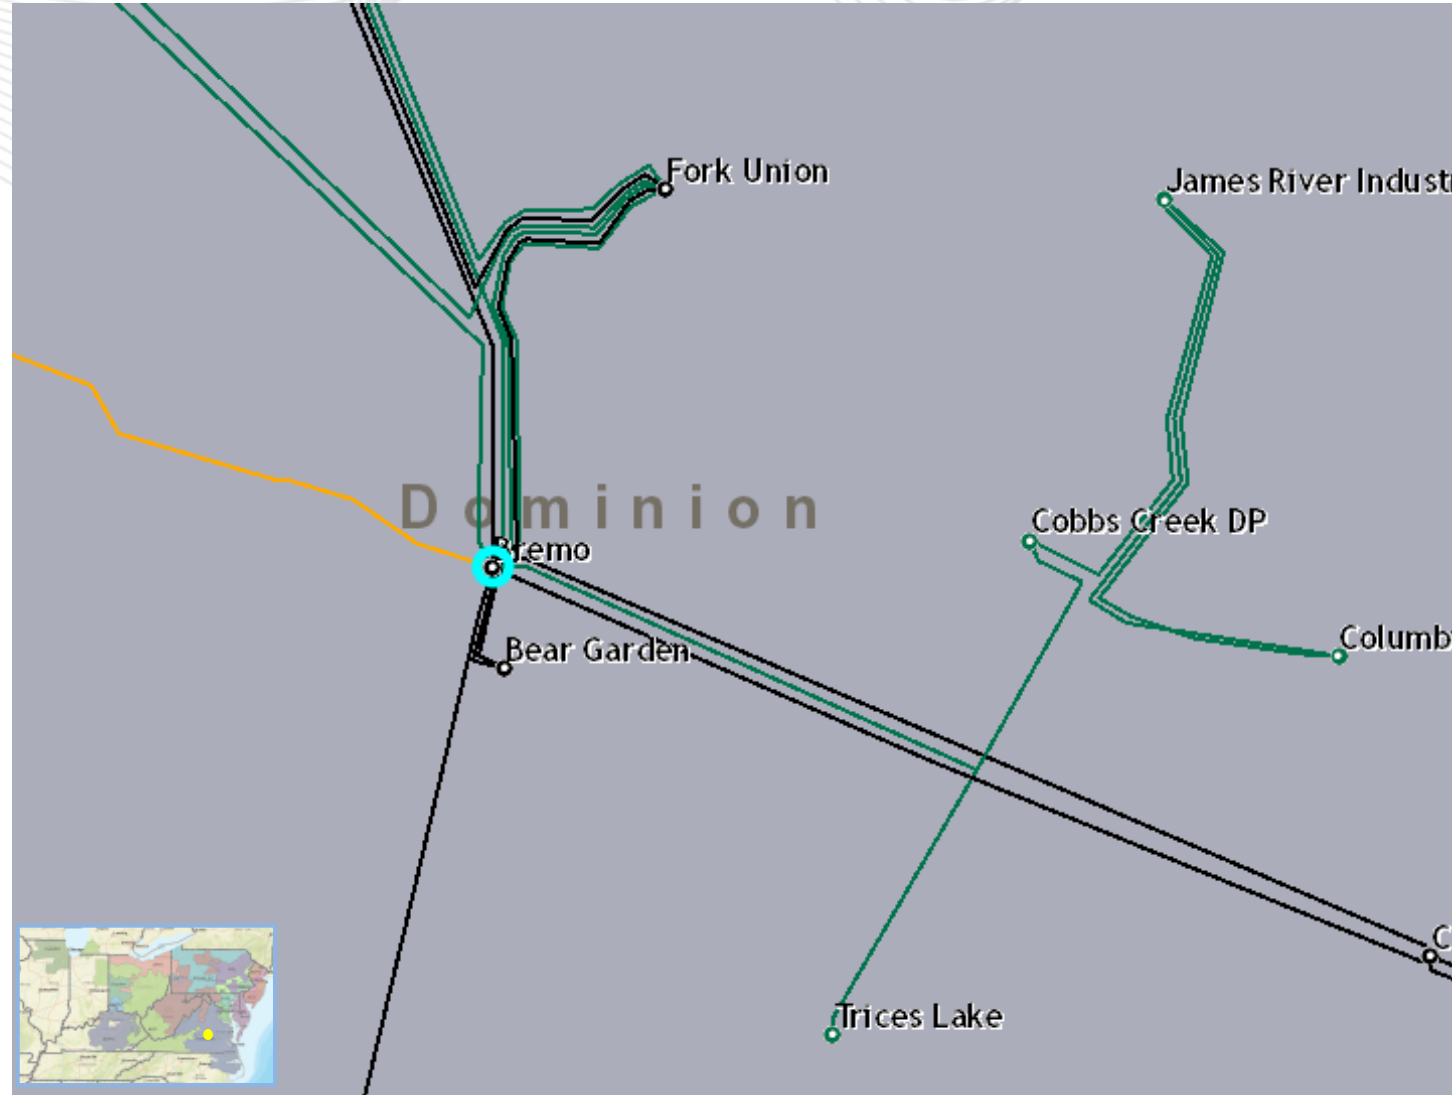 Fork Union
James River Indust
Dominion
Cobbs Creek DP
Bremo
Columb
Bear Garden
C
Trices Lake